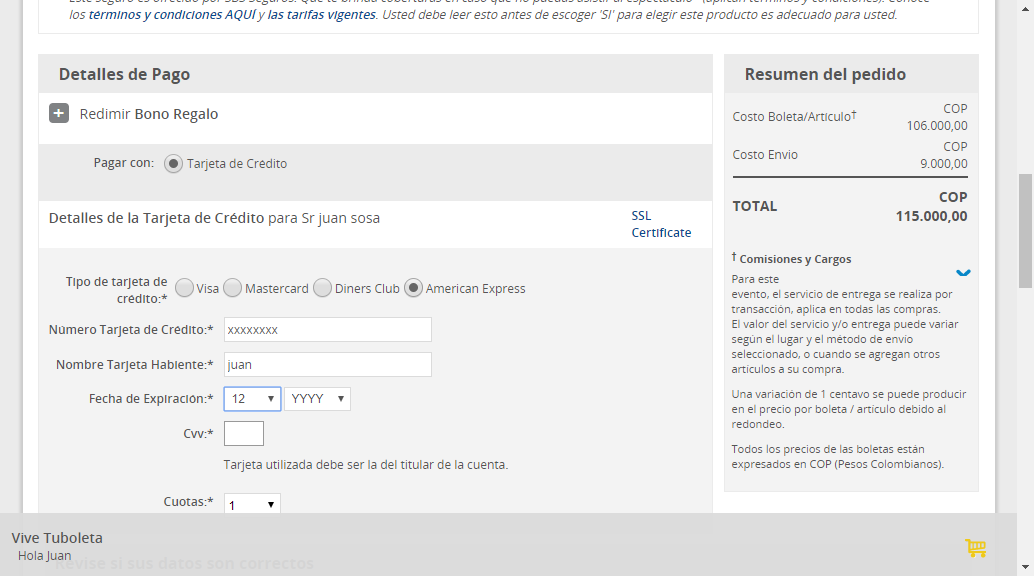 Este seguro es ofrecido por SBS Seguros. Que te brinda coberturas en caso que no puedas asistir al espectáculo* (aplican términos y condiciones). Conoce
los términos y condiciones AQUÍ y las tarifas vigentes. Usted debe leer esto antes de escoger 'SI' para elegir este producto es adecuado para usted.
Detalles de Pago
+ Redimir Bono Regalo
Pagar con: Tarjeta de Crédito
Detalles de la Tarjeta de Crédito para Sr juan sosa
SSL
Certificate
Tipo de tarjeta de
crédito:* Visa Mastercard Diners Club American Express
Número Tarjeta de Crédito:* xxxxxxxx
Nombre Tarjeta Habiente:* juan
Fecha de Expiración:* 12 YYYY
Cvv:*
Tarjeta utilizada debe ser la del titular de la cuenta.
Cuotas:* 1
Resumen del pedido
Costo Boleta/Artículo† COP
106.000,00
Costo Envio COP
9.000,00
TOTAL COP
115.000,00
† Comisiones y Cargos
Para este
evento, el servicio de entrega se realiza por
transacción, aplica en todas las compras.
El valor del servicio y/o entrega puede variar
según el lugar y el método de envío
seleccionado, o cuando se agregan otros
artículos a su compra.
Una variación de 1 centavo se puede producir
en el precio por boleta / artículo debido al
redondeo.
Todos los precios de las boletas están
expresados en COP (Pesos Colombianos).
Vive Tuboleta
Hola Juan
Revise si sus datos son correctos